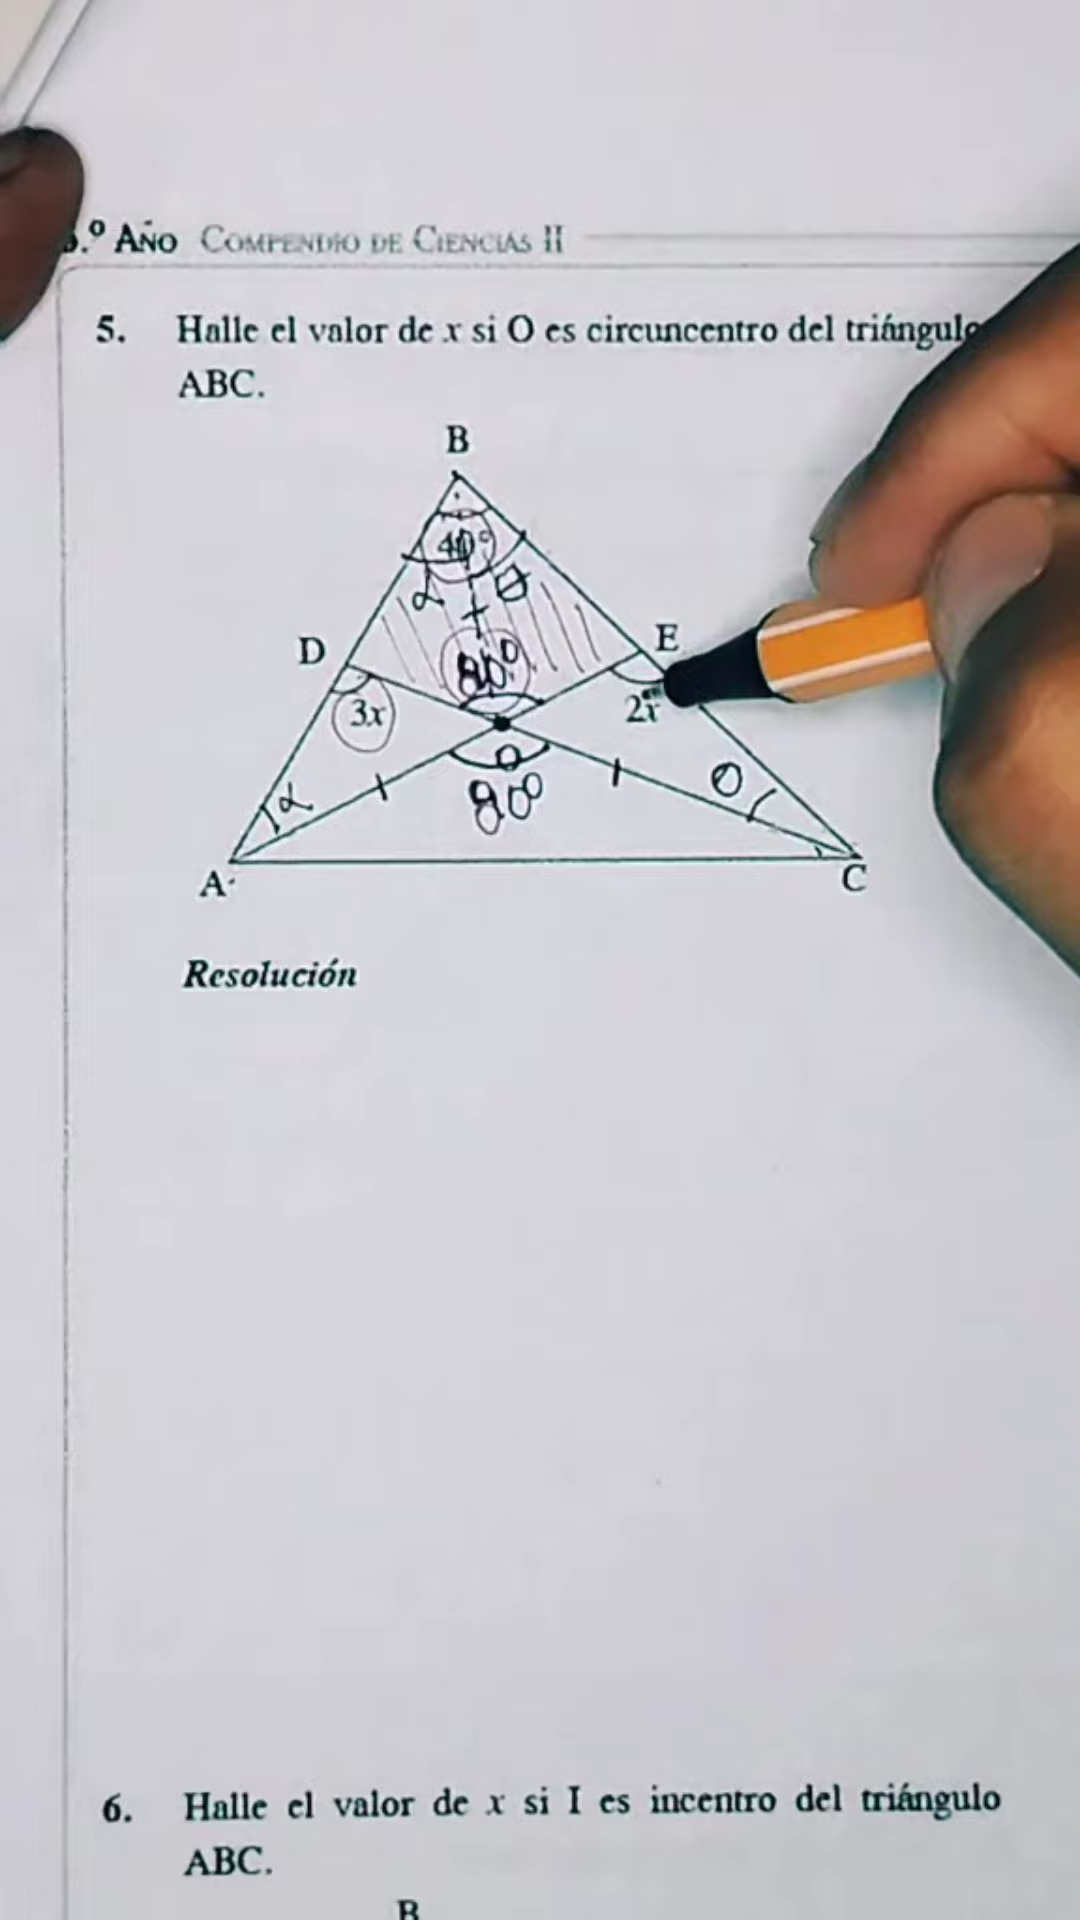 .º AÑO COMPENDIO DE CIENCIAS II
5. Halle el valor de x si O es circuncentro del triángulo
ABC.
B
40°
α θ
+
D
E
80°
3x
2x
α
O
θ
80°
A
C
Resolución
6. Halle el valor de x si I es incentro del triángulo
ABC.
B